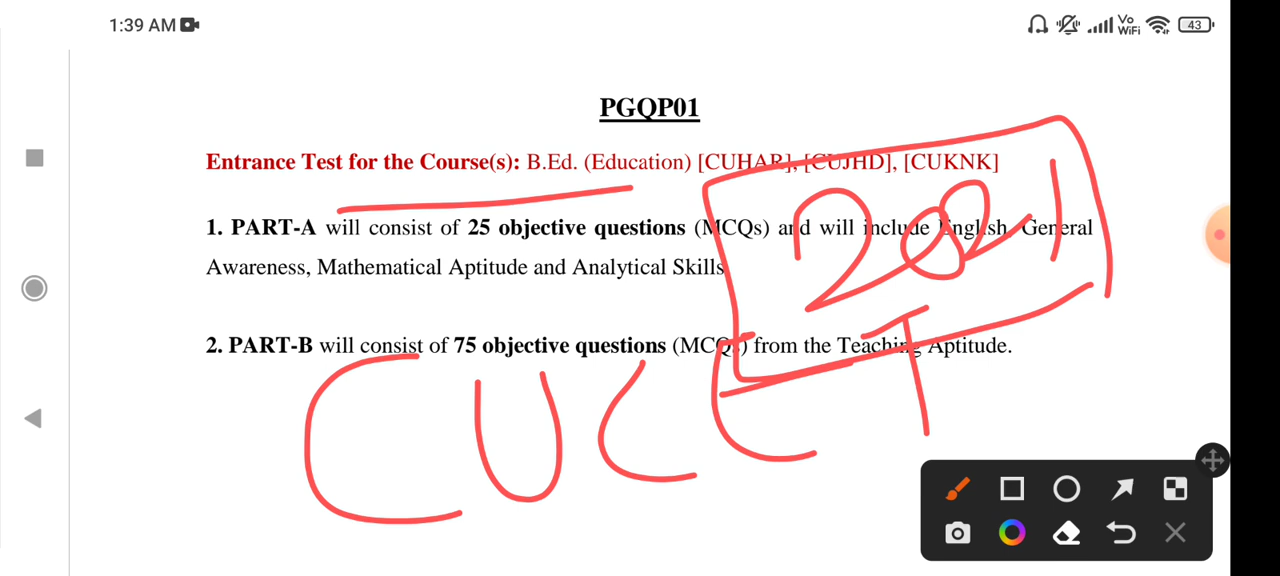 1:39 AM
Vo
WiFi
43
PGQP01
Entrance Test for the Course(s): B.Ed. (Education) [CUHAR], [CUJHD], [CUKNK]
1. PART-A will consist of 25 objective questions (MCQs) and will include English, General
Awareness, Mathematical Aptitude and Analytical Skills
2021
2. PART-B will consist of 75 objective questions (MCQs) from the Teaching Aptitude.
CUCET